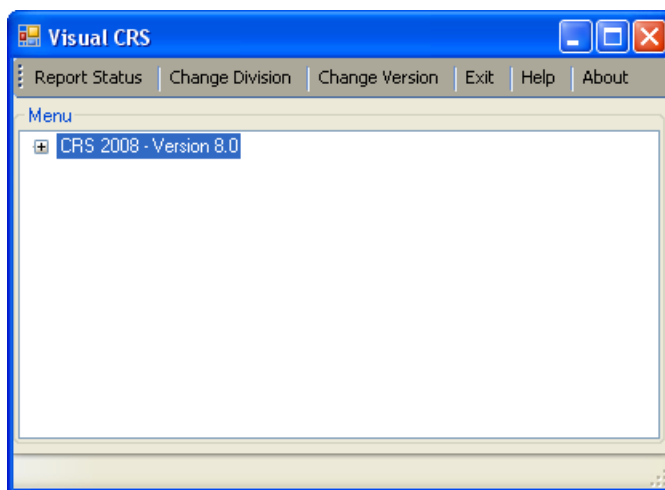 Visual CRS
Report Status Change Division Change Version Exit Help About
Menu
CRS 2008 - Version 8.0